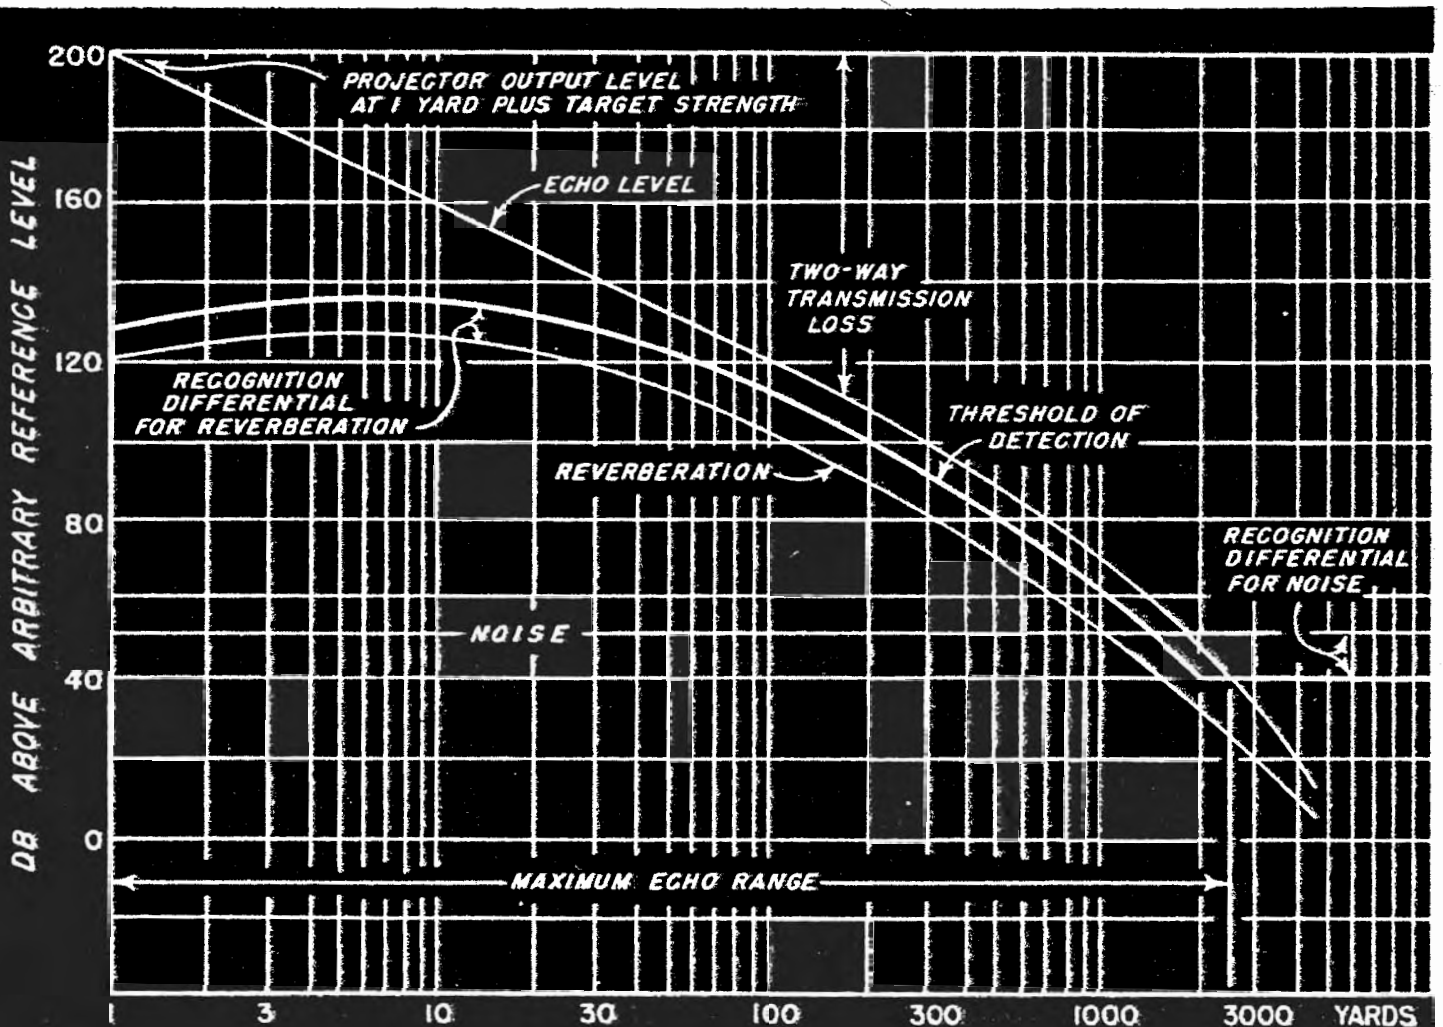 DB ABOVE ARBITRARY REFERENCE LEVEL
200
160
120
80
40
0
PROJECTOR OUTPUT LEVEL
AT 1 YARD PLUS TARGET STRENGTH
ECHO LEVEL
TWO-WAY
TRANSMISSION
LOSS
RECOGNITION
DIFFERENTIAL
FOR REVERBERATION
THRESHOLD OF
DETECTION
REVERBERATION
RECOGNITION
DIFFERENTIAL
FOR NOISE
NOISE
MAXIMUM ECHO RANGE
1 3 10 30 100 300 1000 3000 YARDS